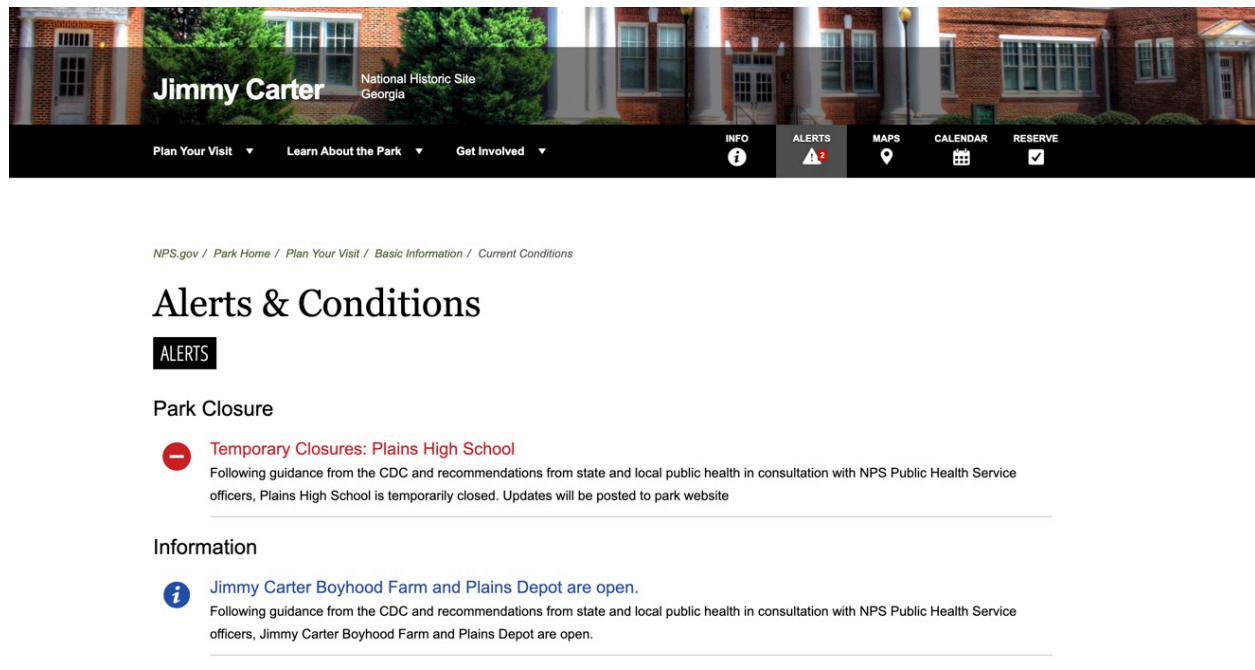 Jimmy Carter
National Historic Site
Georgia
Plan Your Visit ▼ Learn About the Park ▼ Get Involved ▼
INFO ALERTS MAPS CALENDAR RESERVE
2
NPS.gov / Park Home / Plan Your Visit / Basic Information / Current Conditions
Alerts & Conditions
ALERTS
Park Closure
Temporary Closures: Plains High School
Following guidance from the CDC and recommendations from state and local public health in consultation with NPS Public Health Service
officers, Plains High School is temporarily closed. Updates will be posted to park website
Information
Jimmy Carter Boyhood Farm and Plains Depot are open.
Following guidance from the CDC and recommendations from state and local public health in consultation with NPS Public Health Service
officers, Jimmy Carter Boyhood Farm and Plains Depot are open.